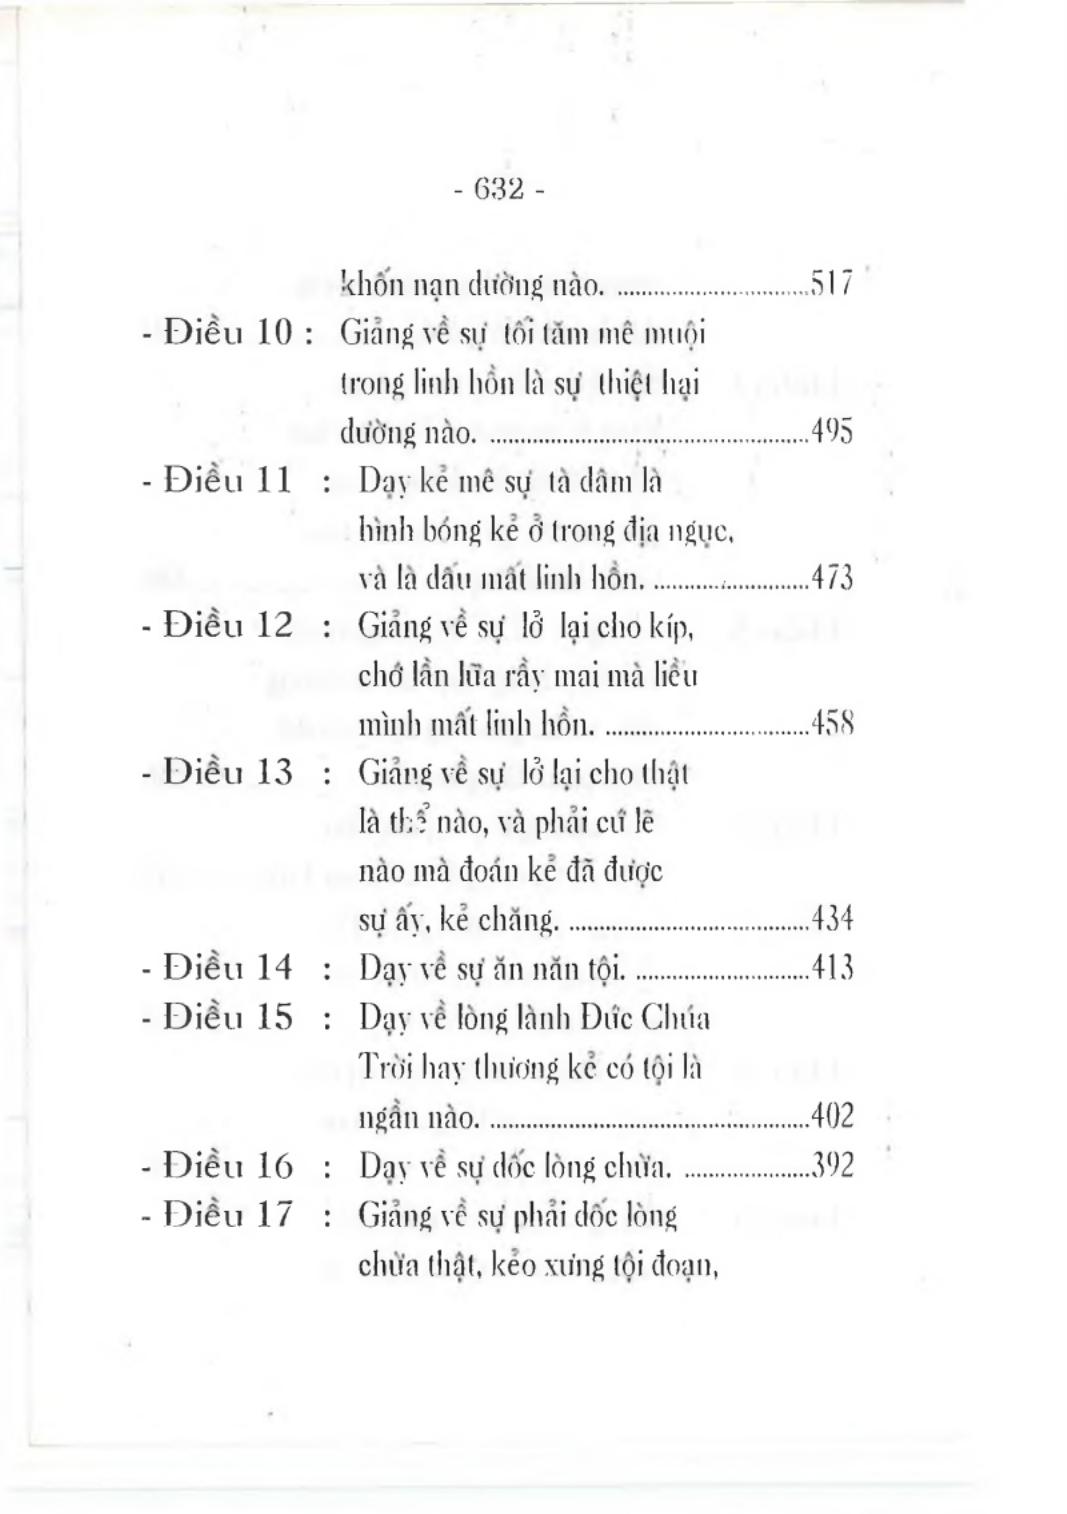 - 632 -
khốn nạn dường nào. ................................517
- Điều 10 : Giảng về sự tối tăm mê muội
trong linh hồn là sự thiệt hại
dường nào. .....................................................495
- Điều 11 : Dạy kẻ mê sự tà dâm là
hình bóng kẻ ở trong địa ngục,
và là dấu mất linh hồn. ..........................473
- Điều 12 : Giảng về sự lở lại cho kíp,
chớ lần lữa rầy mai mà liều
mình mất linh hồn. ..................................458
- Điều 13 : Giảng về sự lở lại cho thật
là thể nào, và phải cứ lẽ
nào mà đoán kẻ đã được
sự ấy, kẻ chăng. ........................................434
- Điều 14 : Dạy về sự ăn năn tội. .............................413
- Điều 15 : Dạy về lòng lành Đức Chúa
Trời hay thương kẻ có tội là
ngần nào. .....................................................402
- Điều 16 : Dạy về sự dốc lòng chừa. .....................392
- Điều 17 : Giảng về sự phải dốc lòng
chừa thật, kẻo xưng tội đoạn,